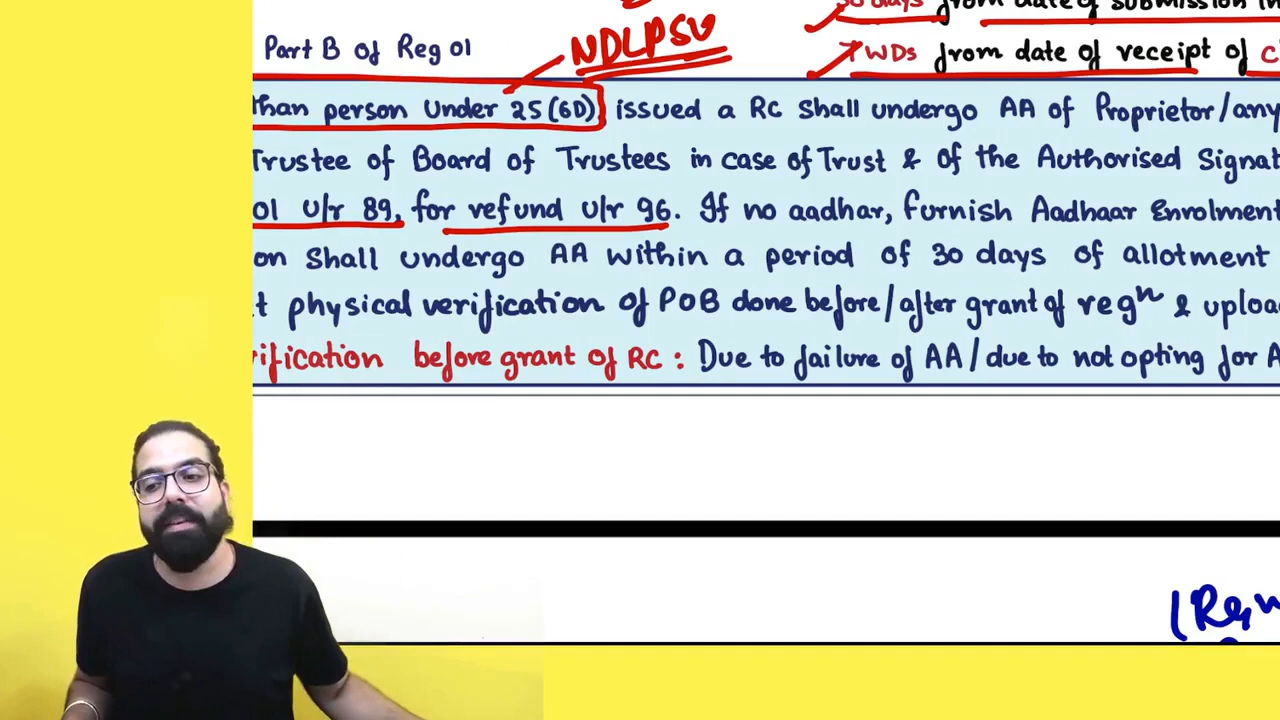 30 days from date of submission in
Part B of Reg 01
NDLPSU
7 WDs from date of receipt of c
than person under 25(6D) issued a RC shall undergo AA of Proprietor/any
Trustee of Board of Trustees in case of Trust & of the Authorised Signat
01 U/r 89, for refund U/r 96. If no aadhar, furnish Aadhaar Enrolment
on shall undergo AA within a period of 30 days of allotment
t physical verification of POB done before/after grant of regn & uploa
rification before grant of RC : Due to failure of AA/due to not opting for A
(Regn